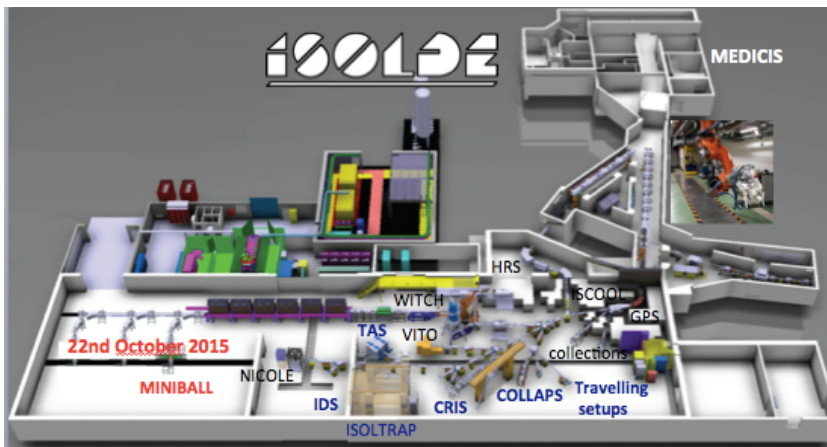 ISOLDE
MEDICIS
HRS
ISCOOL
WITCH
GPS
TAS
VITO
22nd October 2015
collections
NICOLE
MINIBALL
COLLAPS
Travelling
setups
IDS
CRIS
ISOLTRAP